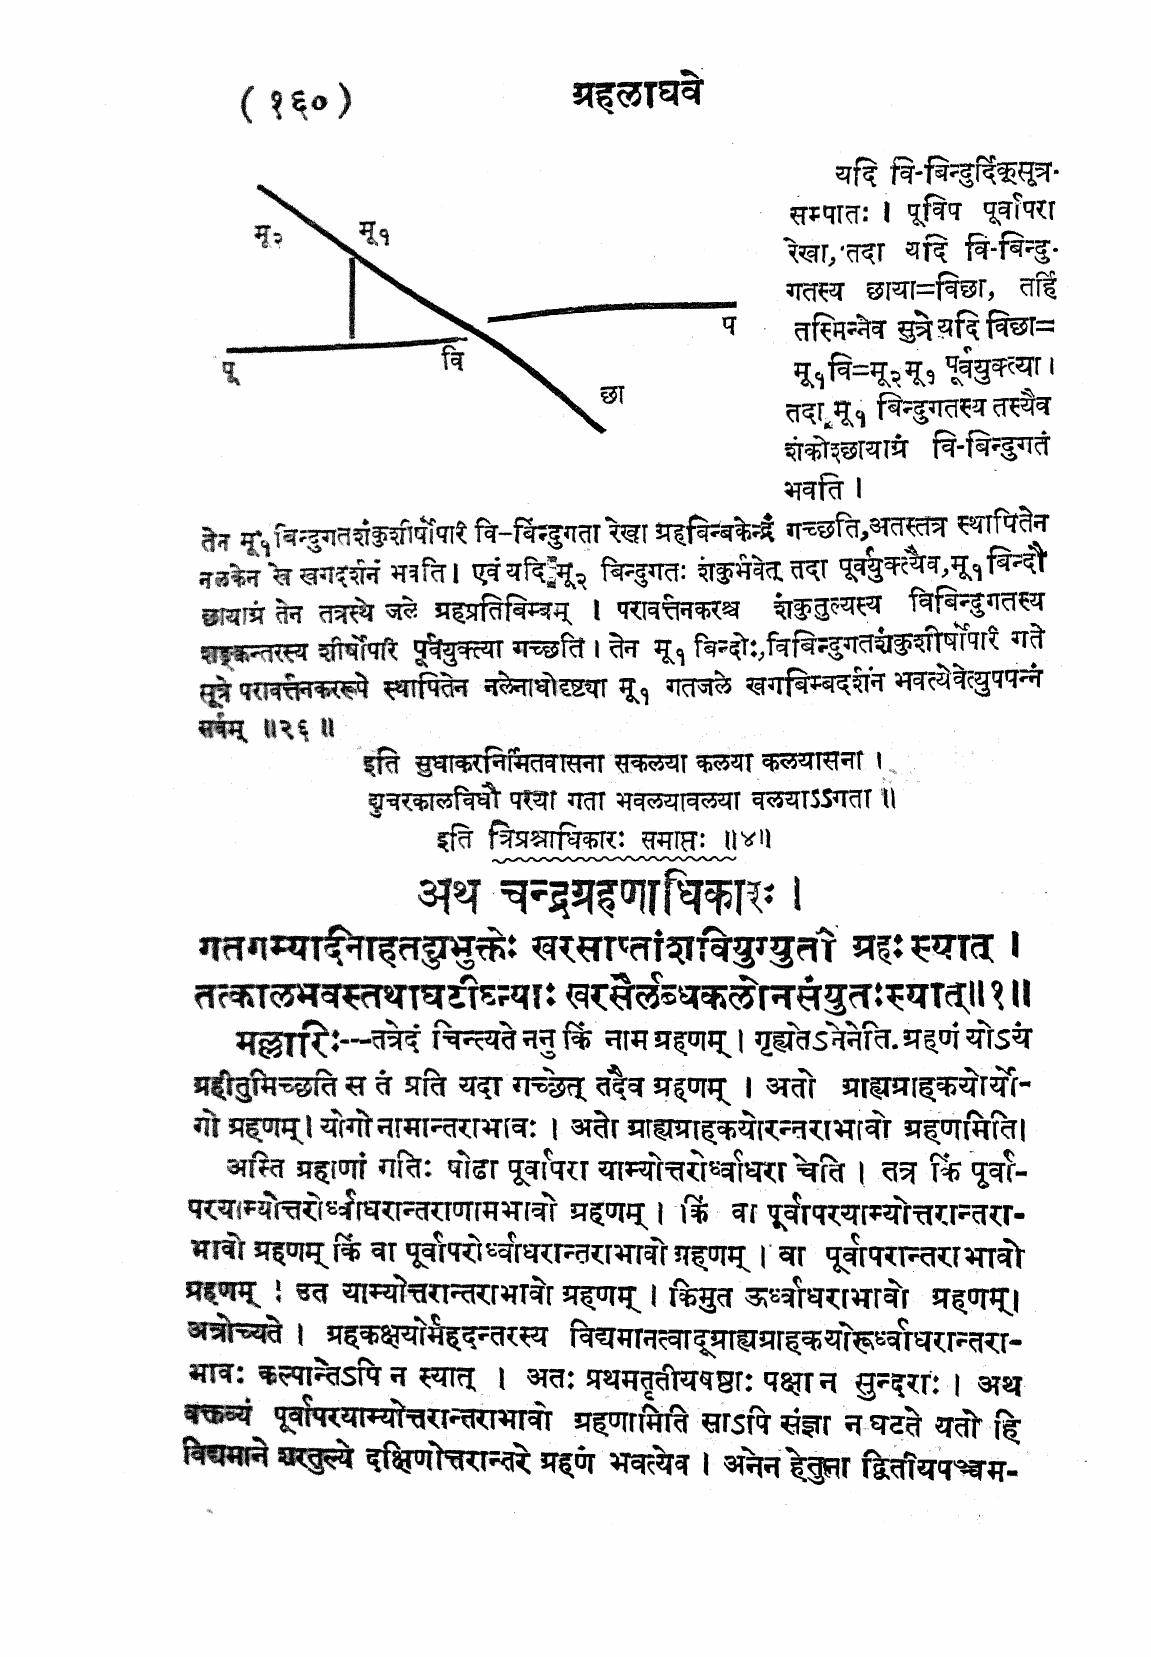 ( १६० )
ग्रहलाघवे
मू२
मू१
प
पू
वि
छा
यदि वि-बिन्दुर्दिक्सूत्र-
सम्पातः । पूविप पूर्वापरा
रेखा, तदा यदि वि-बिन्दु-
गतस्य छाया=विछा, तर्हि
तस्मिन्नेव सुत्रे यदि विछा=
मू१वि=मू२मू१ पूर्वयुक्त्या ।
तदा मू१ बिन्दुगतस्य तस्यैव
शंकोश्छायाग्रं वि-बिन्दुगतं
भवति ।
तेन मू१बिन्दुगतशंकुशीर्षोपरि वि–बिंन्दुगता रेखा ग्रहबिन्बकेन्द्रं गच्छति,अतस्तत्र स्थापितेन
नलकेन खे खगदर्शनं भवति। एवं यदि मू२ बिन्दुगतः शंकुर्भवेत् तदा पूर्वयुक्त्यैव,मू१बिन्दौ
छायाग्रं तेन तत्रस्थे जले ग्रहप्रतिबिम्बम् । परावर्त्तनकरश्च शंकुतुल्यस्य विबिन्दुगतस्य
शङ्क्वन्तरस्य शीर्षोपरि पूर्वयुक्त्या गच्छति। तेन मू१ बिन्दोः,विबिन्दुगतशंकुशीर्षोपरि गते
सूत्रे परावर्त्तनकररूपे स्थापितेन नलेनाधोदृष्ट्या मू१ गतजले खगबिम्बदर्शनं भवत्येवेत्युपपन्नं
सर्वम् ॥२६॥
इति सुधाकरनिर्मितवासना सकलया कलया कलयासना ।
द्युचरकालविधौ परया गता भवलयावलया वलयाऽऽगता ॥
इति त्रिप्रश्नाधिकारः समाप्तः ॥४॥
अथ चन्द्रग्रहणाधिकारः ।
गतगम्यदिनाहतद्युभुक्तेः खरसाप्तांशवियुग्युतो ग्रहः स्यात् ।
तत्कालभवस्तथाघटीघ्न्याः खरसैर्लब्धकलोनसंयुतःस्यात्॥१॥
मल्लारिः---तत्रेदं चिन्त्यते ननु किं नाम ग्रहणम् । गृह्यतेऽनेनेति ग्रहणं योऽयं
ग्रहीतुमिच्छति स तं प्रति यदा गच्छेत् तदैव ग्रहणम् । अतो ग्राह्यग्राहकयोर्यो-
गो ग्रहणम्। योगो नामान्तराभावः । अतो ग्राह्यग्राहकयोरन्तराभावो ग्रहणमिति।
अस्ति ग्रहाणां गतिः षोढा पूर्वापरा याम्योत्तरोर्ध्वाधरा चेति । तत्र किं पूर्वा-
परयाम्योत्तरोर्ध्वाधरान्तराणामभावो ग्रहणम् । किं वा पूर्वापरयाम्योत्तरान्तरा-
भावो ग्रहणम् किं वा पूर्वापरोर्ध्वाधरान्तराभावो ग्रहणम् । वा पूर्वापरान्तराभावो
ग्रहणम् ! उत याम्योत्तरान्तराभावो ग्रहणम् । किमुत ऊर्ध्वाधराभावो ग्रहणम्।
अत्रोच्यते । ग्रहकक्षयोर्महदन्तरस्य विद्यमानत्वाद्ग्राह्यग्राहकयोरूर्ध्वाधरान्तरा-
भावः कल्पान्तेऽपि न स्यात् । अतः प्रथमतृतीयषष्ठाः पक्षा न सुन्दराः । अथ
वक्तव्यं पूर्वापरयाम्योत्तरान्तराभावो ग्रहणामिति साऽपि संज्ञा न घटते यतो हि
विद्यमाने शरतुल्ये दक्षिणोत्तरान्तरे ग्रहणं भवत्येव । अनेन हेतुना द्वितीयपञ्चम-